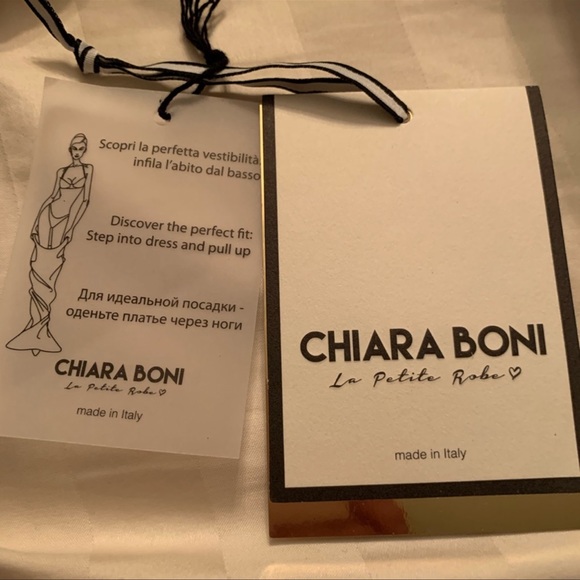 Scopri la perfetta vestibilità,
infila l'abito dal basso
Discover the perfect fit:
Step into dress and pull up
Для идеальной посадки -
оденьте платье через ноги
CHIARA BONI
La Petite Robe♡
made in Italy
CHIARA BONI
La Petite Robe♡
made in Italy